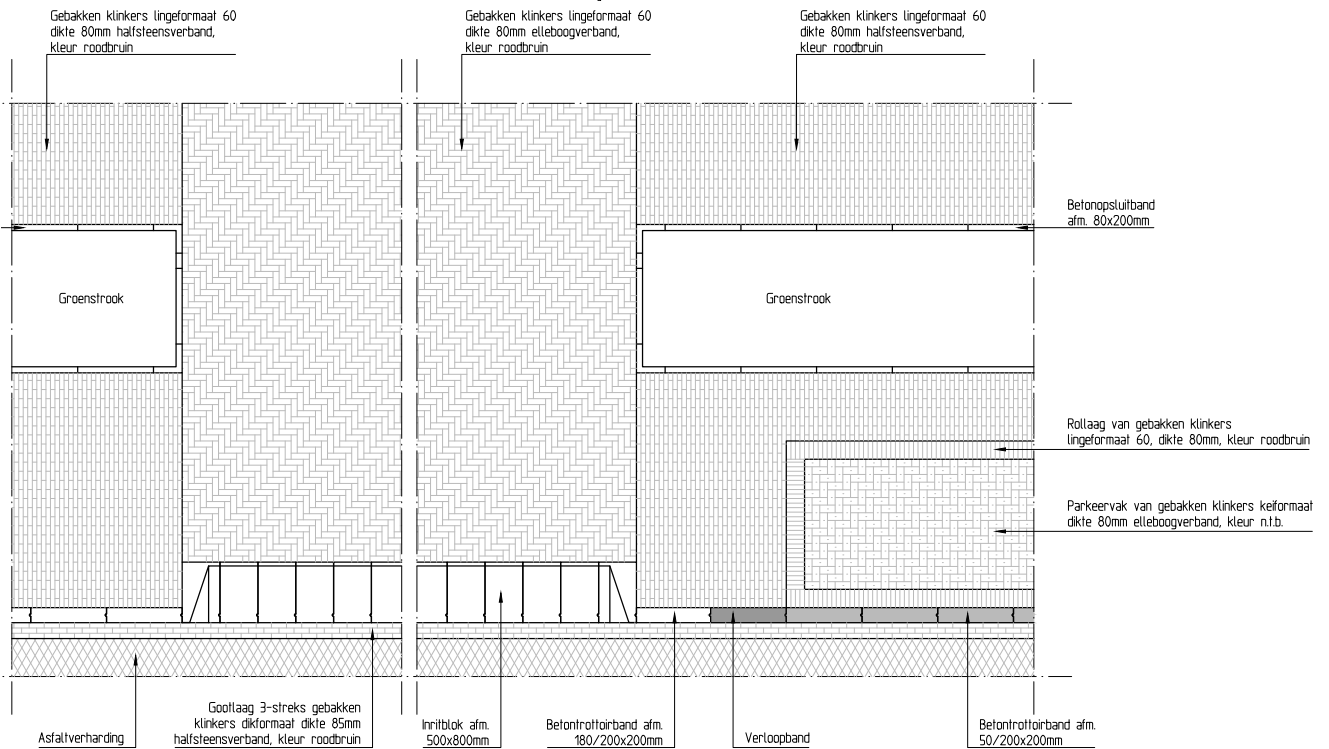 Gebakken klinkers lingeformaat 60
dikte 80mm halfsteensverband,
kleur roodbruin
Gebakken klinkers lingeformaat 60
dikte 80mm elleboogverband,
kleur roodbruin
Gebakken klinkers lingeformaat 60
dikte 80mm halfsteensverband,
kleur roodbruin
Betonopsluitband
afm. 80x200mm
Groenstrook
Groenstrook
Rollaag van gebakken klinkers
lingeformaat 60, dikte 80mm, kleur roodbruin
Parkeervak van gebakken klinkers keiformaat
dikte 80mm elleboogverband, kleur n.t.b.
Asfaltverharding
Gootlaag 3-streks gebakken
klinkers dikformaat dikte 85mm
halfsteensverband, kleur roodbruin
Inritblok afm.
500x800mm
Betontrottoirband afm.
180/200x200mm
Verloopband
Betontrottoirband afm.
50/200x200mm